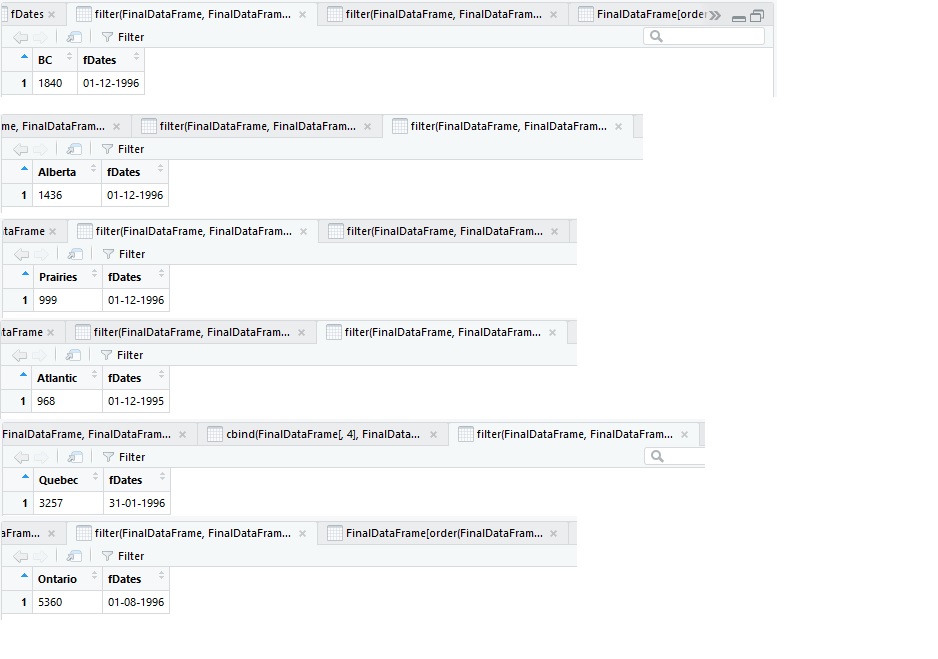 fDates × filter(FinalDataFrame, FinalDataFram... × filter(FinalDataFrame, FinalDataFram... × FinalDataFrame[order »
Filter
BC fDates
1 1840 01-12-1996
me, FinalDataFram... × filter(FinalDataFrame, FinalDataFram... × filter(FinalDataFrame, FinalDataFram... ×
Filter
Alberta fDates
1 1436 01-12-1996
taFrame × filter(FinalDataFrame, FinalDataFram... × filter(FinalDataFrame, FinalDataFram... ×
Filter
Prairies fDates
1 999 01-12-1996
taFrame × filter(FinalDataFrame, FinalDataFram... × filter(FinalDataFrame, FinalDataFram... ×
Filter
Atlantic fDates
1 968 01-12-1995
FinalDataFrame, FinalDataFram... × cbind(FinalDataFrame[, 4], FinalData... × filter(FinalDataFrame, FinalDataFram... ×
Filter
Quebec fDates
1 3257 31-01-1996
aFram... × filter(FinalDataFrame, FinalDataFram... × FinalDataFrame[order(FinalDataFram... ×
Filter
Ontario fDates
1 5360 01-08-1996